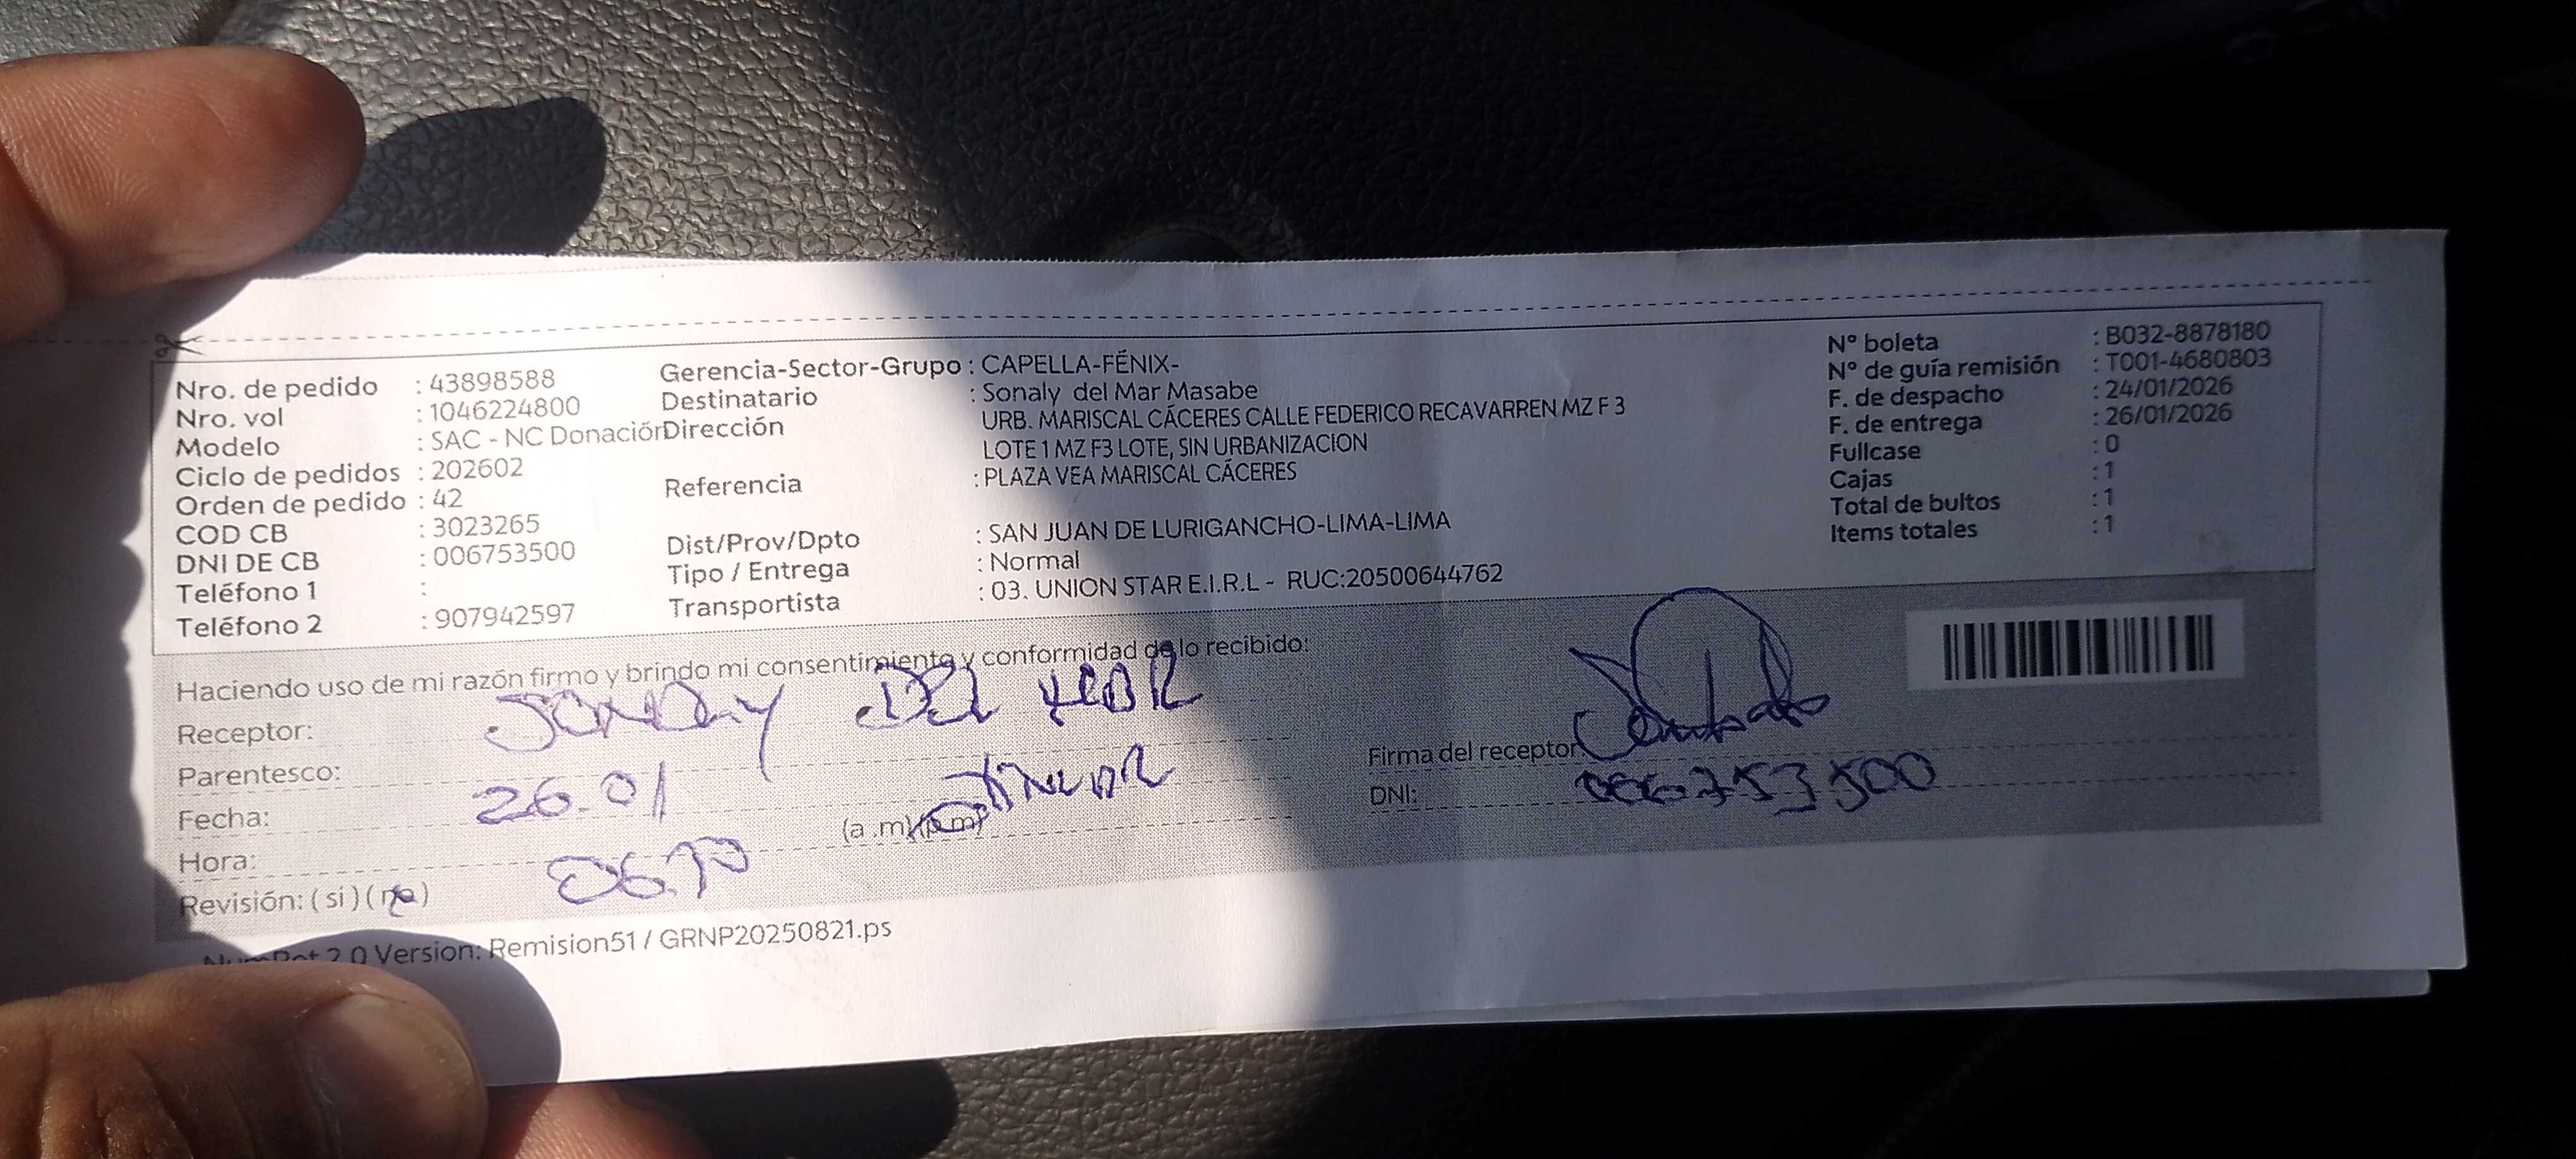 Nro. de pedido : 43898588
Nro. vol : 1046224800
Modelo : SAC - NC Donación
Ciclo de pedidos : 202602
Orden de pedido : 42
COD CB : 3023265
DNI DE CB : 006753500
Teléfono 1 :
Teléfono 2 : 907942597
Gerencia-Sector-Grupo : CAPELLA-FÉNIX-
Destinatario : Sonaly del Mar Masabe
Dirección URB. MARISCAL CÁCERES CALLE FEDERICO RECAVARREN MZ F 3
LOTE 1 MZ F3 LOTE, SIN URBANIZACION
Referencia : PLAZA VEA MARISCAL CÁCERES
Dist/Prov/Dpto : SAN JUAN DE LURIGANCHO-LIMA-LIMA
Tipo / Entrega : Normal
Transportista : 03. UNION STAR E.I.R.L - RUC:20500644762
N° boleta : B032-8878180
N° de guía remisión : T001-4680803
F. de despacho : 24/01/2026
F. de entrega : 26/01/2026
Fullcase : 0
Cajas : 1
Total de bultos : 1
Items totales : 1
Haciendo uso de mi razón firmo y brindo mi consentimiento y conformidad de lo recibido:
Receptor: DEL
Parentesco: TITULAR
Fecha: 26.01
Hora: (a.m)(p.m)
Revisión: (si) (no)
Firma del receptor:
DNI: 006753500
2.0 Version: Remision51 / GRNP20250821.ps